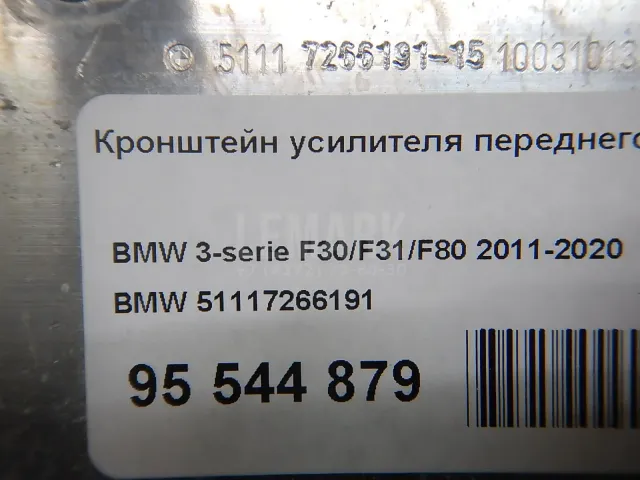 5111 7266191-15 10031013
Кронштейн усилителя переднего
LEMARK
BMW 3-serie F30/F31/F80 2011-2020
BMW 51117266191
95 544 879